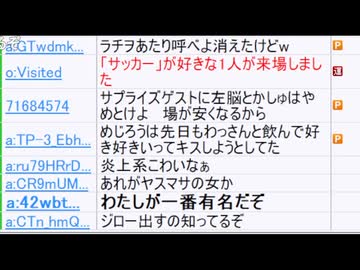 a:GTwdmk... ラチヲあたり呼べよ消えたけどw P
o:Visited 「サッカー」が好きな1人が来場しまし 運
た
71684574 サプライズゲストに左脳とかしゅはや P
めとけよ 場が安くなるから
a:TP-3_Ebh... めじろうは先日もわっさんと飲んで好 P
き好きいってキスしようとしてた
a:ru79HRrD... 炎上系こわいなぁ
a:CR9mUM... あれがヤスマサの女か
a:42wbt... わたしが一番有名だぞ
a:CTn_hmQ... ジロー出すの知ってるぞ P